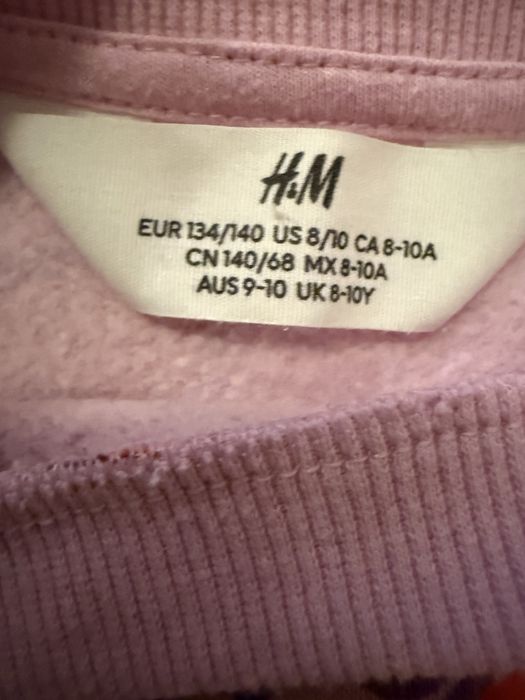 H&M
EUR 134/140 US 8/10 CA 8-10A
CN 140/68 MX 8-10A
AUS 9-10 UK 8-10Y